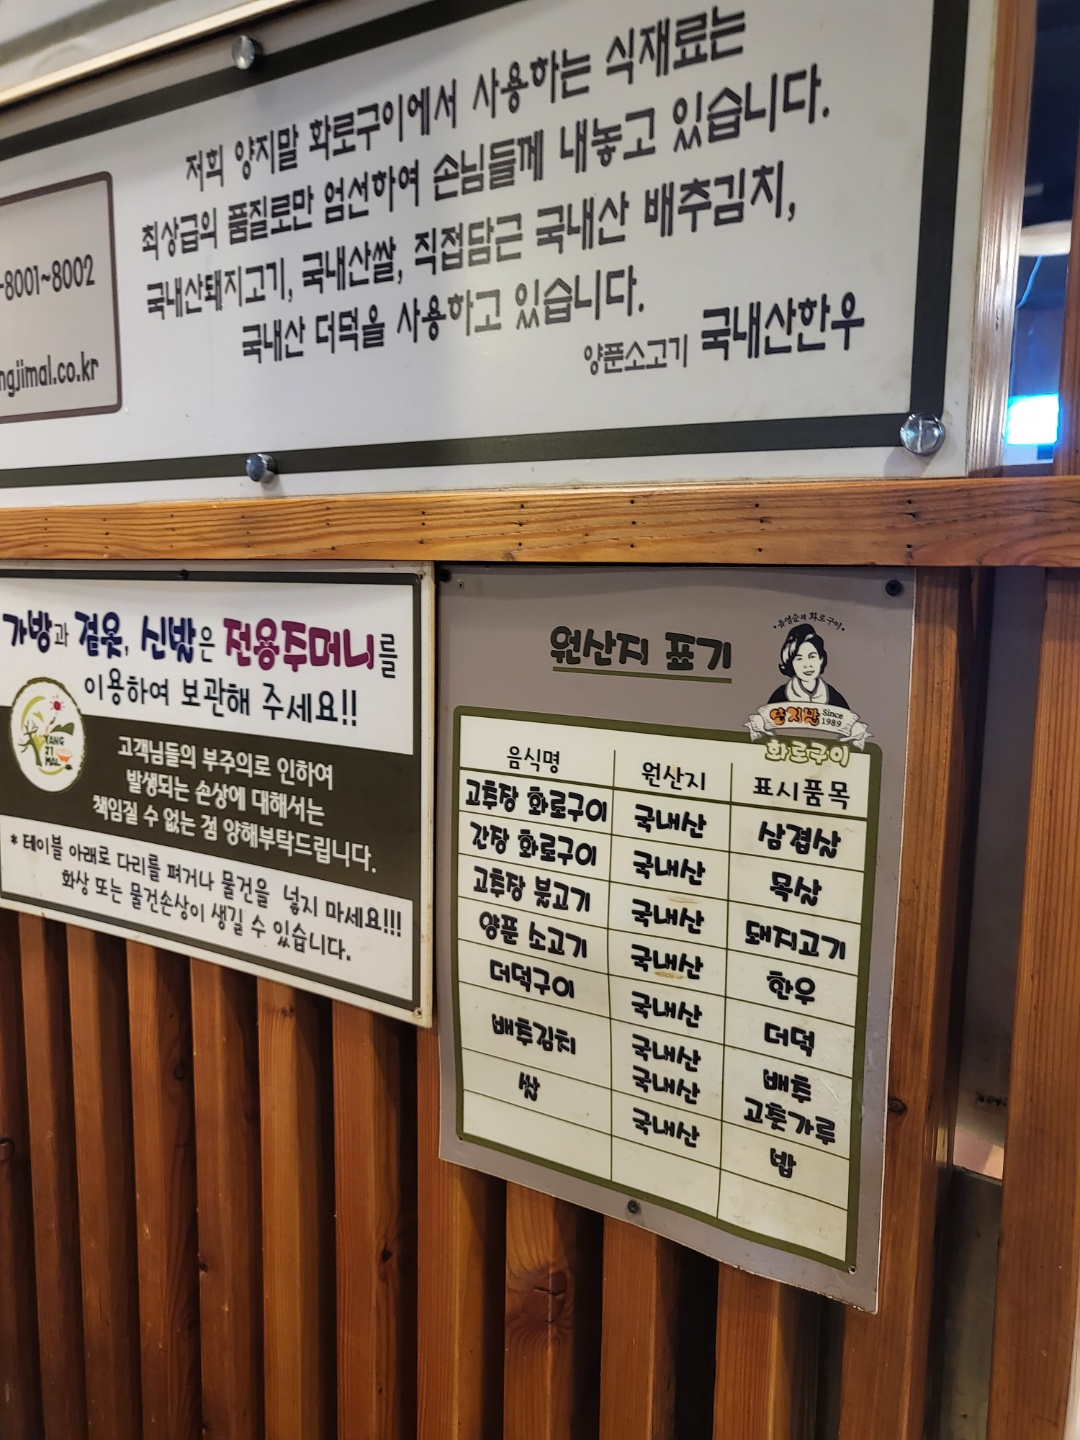 저희 양지말 화로구이에서 사용하는 식재료는
최상급의 품질로만 엄선하여 손님들께 내놓고 있습니다.
국내산돼지고기, 국내산쌀, 직접담근 국내산 배추김치,
국내산 더덕을 사용하고 있습니다.
양푼소고기 국내산한우
-8001~8002
ngjimal.co.kr
가방과 겉옷, 신발은 전용주머니를
이용하여 보관해 주세요!!
YANG
JI
MAL
고객님들의 부주의로 인하여
발생되는 손상에 대해서는
책임질 수 없는 점 양해부탁드립니다.
* 테이블 아래로 다리를 펴거나 물건을 넣지 마세요!!!
화상 또는 물건손상이 생길 수 있습니다.
원산지 표기
양지말 Since 1989
화로구이
음식명 원산지 표시품목
고추장 화로구이 국내산 삼겹살
간장 화로구이 국내산 목살
고추장 불고기 국내산 돼지고기
양푼 소고기 국내산 한우
더덕구이 국내산 더덕
배추김치 국내산 배추
국내산 고춧가루
쌀 국내산 밥